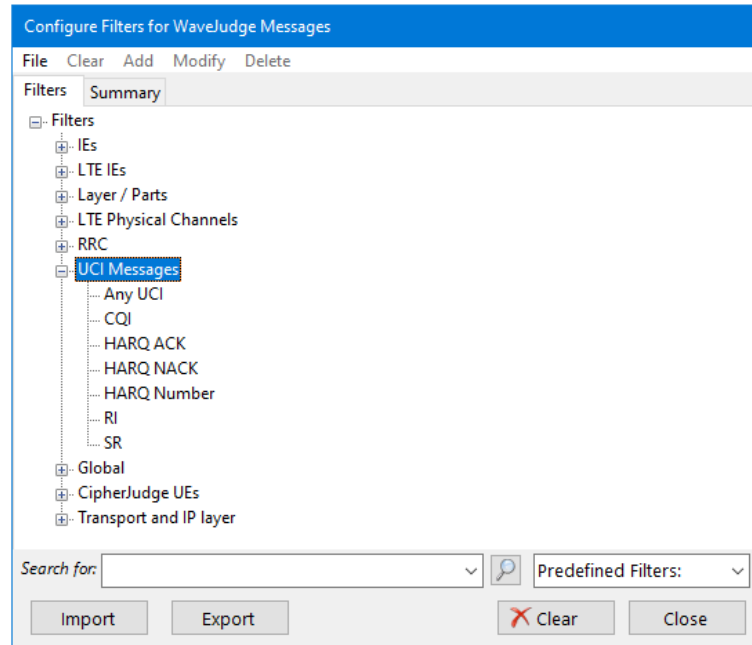 Configure Filters for WaveJudge Messages
File Clear Add Modify Delete
Filters Summary
Filters
IEs
LTE IEs
Layer / Parts
LTE Physical Channels
RRC
UCI Messages
Any UCI
CQI
HARQ ACK
HARQ NACK
HARQ Number
RI
SR
Global
CipherJudge UEs
Transport and IP layer
Search for: Predefined Filters:
Import Export Clear Close